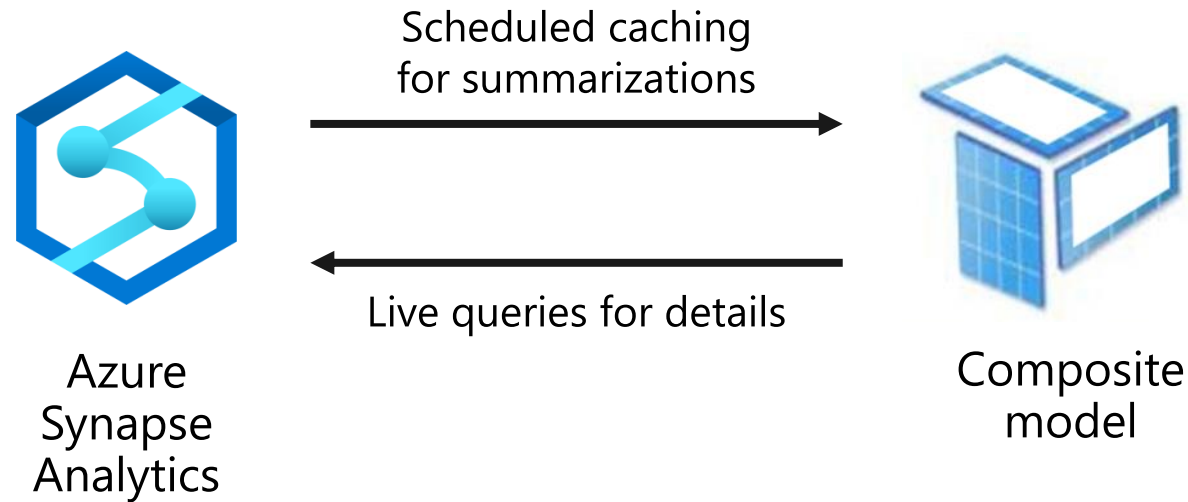 Scheduled caching
for summarizations
Live queries for details
Azure
Synapse
Analytics
Composite
model